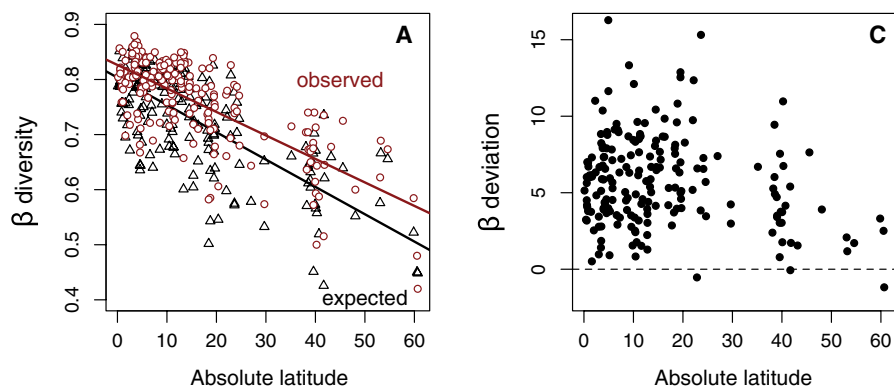 A
observed
expected
β diversity
0.9
0.8
0.7
0.6
0.5
0.4
0 10 20 30 40 50 60
Absolute latitude
C
β deviation
15
10
5
0
0 10 20 30 40 50 60
Absolute latitude